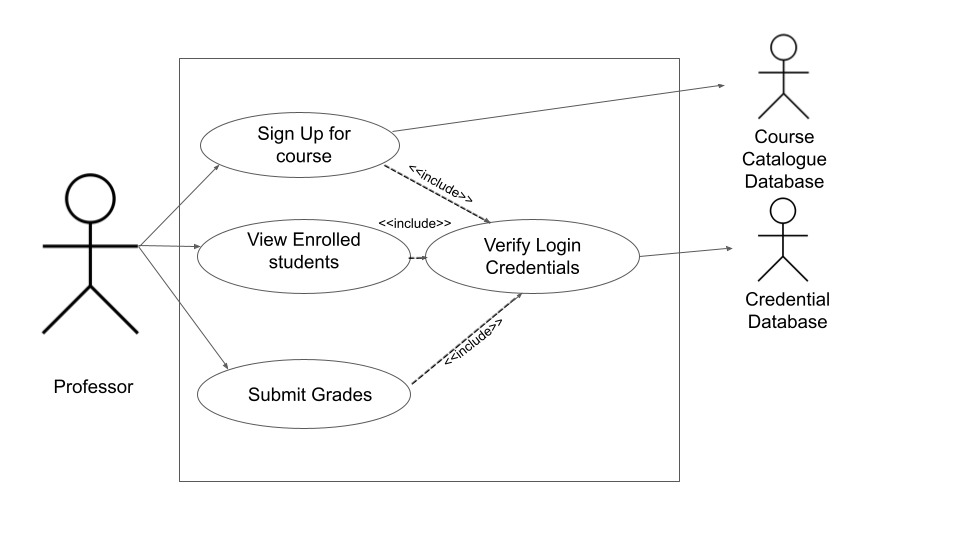 Sign Up for
course
<<include>>
<<include>>
View Enrolled
students
Verify Login
Credentials
<<include>>
Submit Grades
Professor
Course
Catalogue
Database
Credential
Database